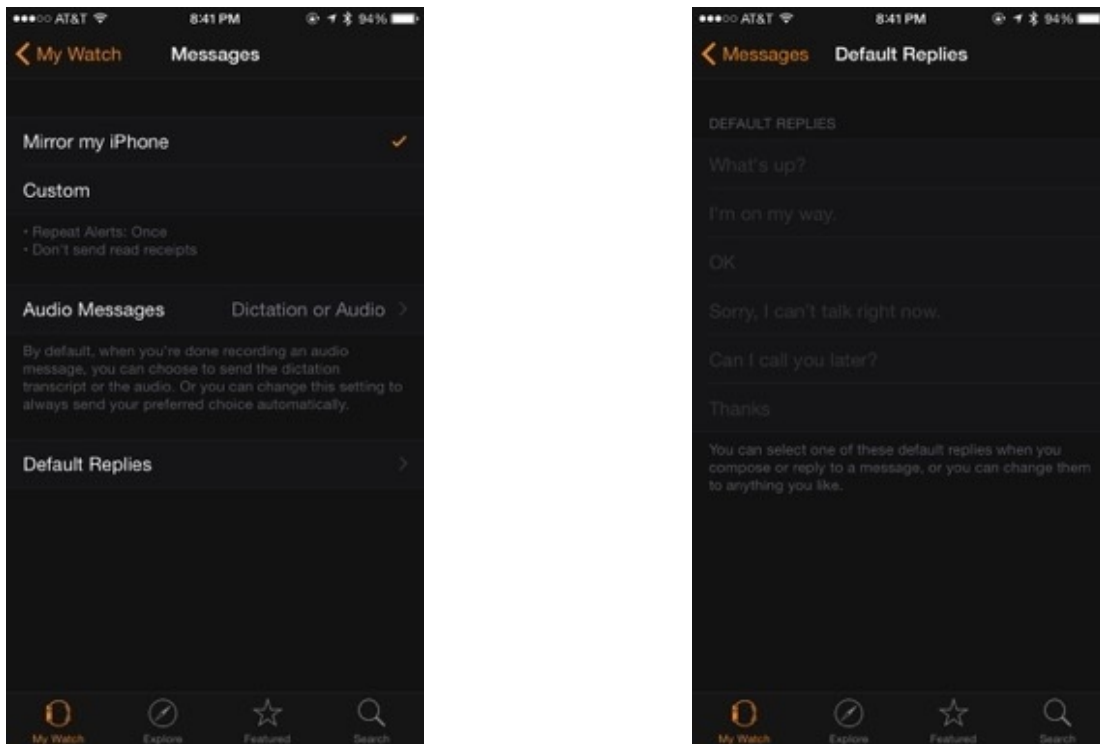 AT&T 8:41 PM 94%
My Watch Messages
Mirror my iPhone
Custom
• Repeat Alerts: Once
• Don't send read receipts
Audio Messages Dictation or Audio
By default, when you're done recording an audio
message, you can choose to send the dictation
transcript or the audio. Or you can change this setting to
always send your preferred choice automatically.
Default Replies
My Watch Explore Featured Search
AT&T 8:41 PM 94%
Messages Default Replies
DEFAULT REPLIES
What's up?
I'm on my way.
OK
Sorry, I can't talk right now.
Can I call you later?
Thanks
You can select one of these default replies when you
compose or reply to a message, or you can change them
to anything you like.
My Watch Explore Featured Search